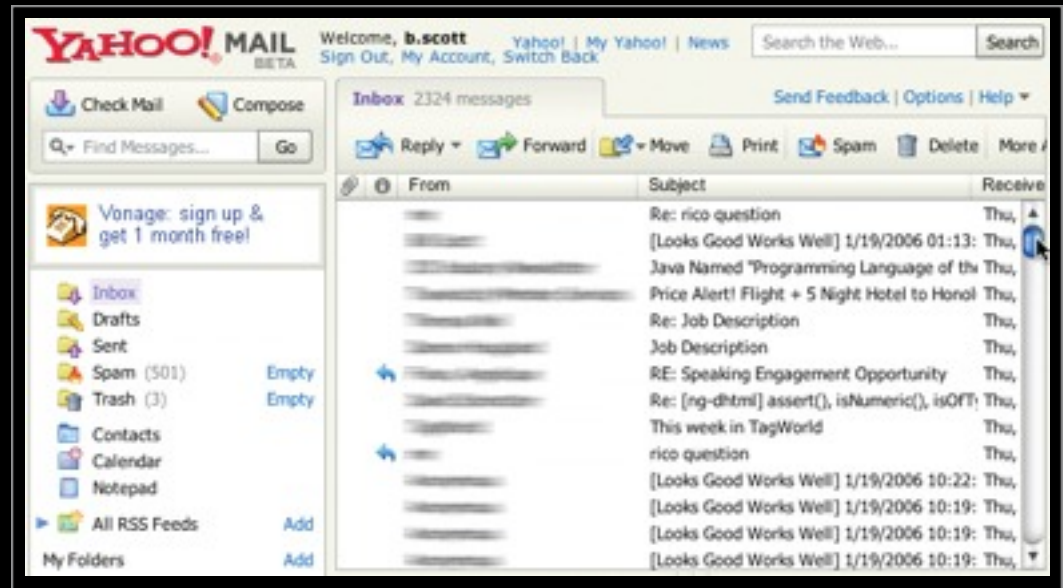 YAHOO! MAIL
BETA
Welcome, b.scott Yahoo! | My Yahoo! | News
Sign Out, My Account, Switch Back
Search the Web... Search
Check Mail Compose
Find Messages... Go
Inbox 2324 messages
Send Feedback | Options | Help
Reply Forward Move Print Spam Delete More A
From Subject Receive
Vonage: sign up &
get 1 month free!
Inbox
Drafts
Sent
Spam (501) Empty
Trash (3) Empty
Contacts
Calendar
Notepad
All RSS Feeds Add
My Folders Add
Re: rico question Thu,
[Looks Good Works Well] 1/19/2006 01:13: Thu,
Java Named "Programming Language of the Thu,
Price Alert! Flight + 5 Night Hotel to Honol Thu,
Re: Job Description Thu,
Job Description Thu,
RE: Speaking Engagement Opportunity Thu,
Re: [ng-dhtml] assert(), isNumeric(), isOfT Thu,
This week in TagWorld Thu,
rico question Thu,
[Looks Good Works Well] 1/19/2006 10:22: Thu,
[Looks Good Works Well] 1/19/2006 10:19: Thu,
[Looks Good Works Well] 1/19/2006 10:19: Thu,
[Looks Good Works Well] 1/19/2006 10:19: Thu,